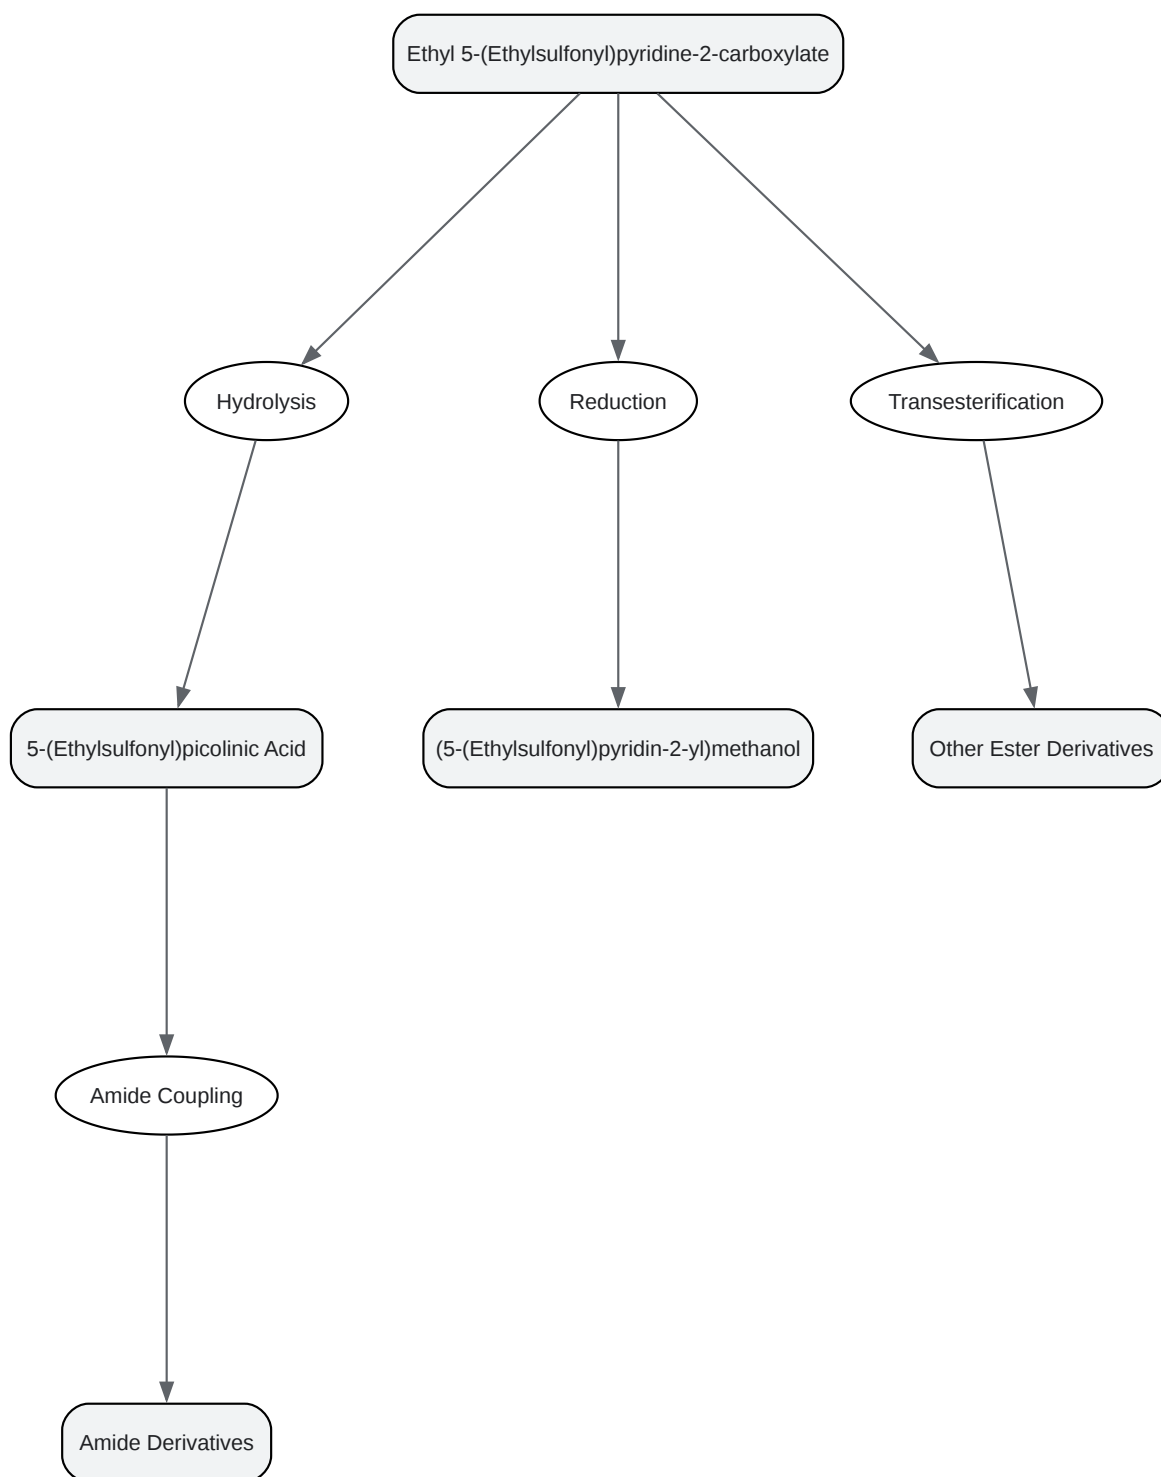 Ethyl 5-(Ethylsulfonyl)pyridine-2-carboxylate
Hydrolysis
Reduction
Transesterification
5-(Ethylsulfonyl)picolinic Acid
(5-(Ethylsulfonyl)pyridin-2-yl)methanol
Other Ester Derivatives
Amide Coupling
Amide Derivatives